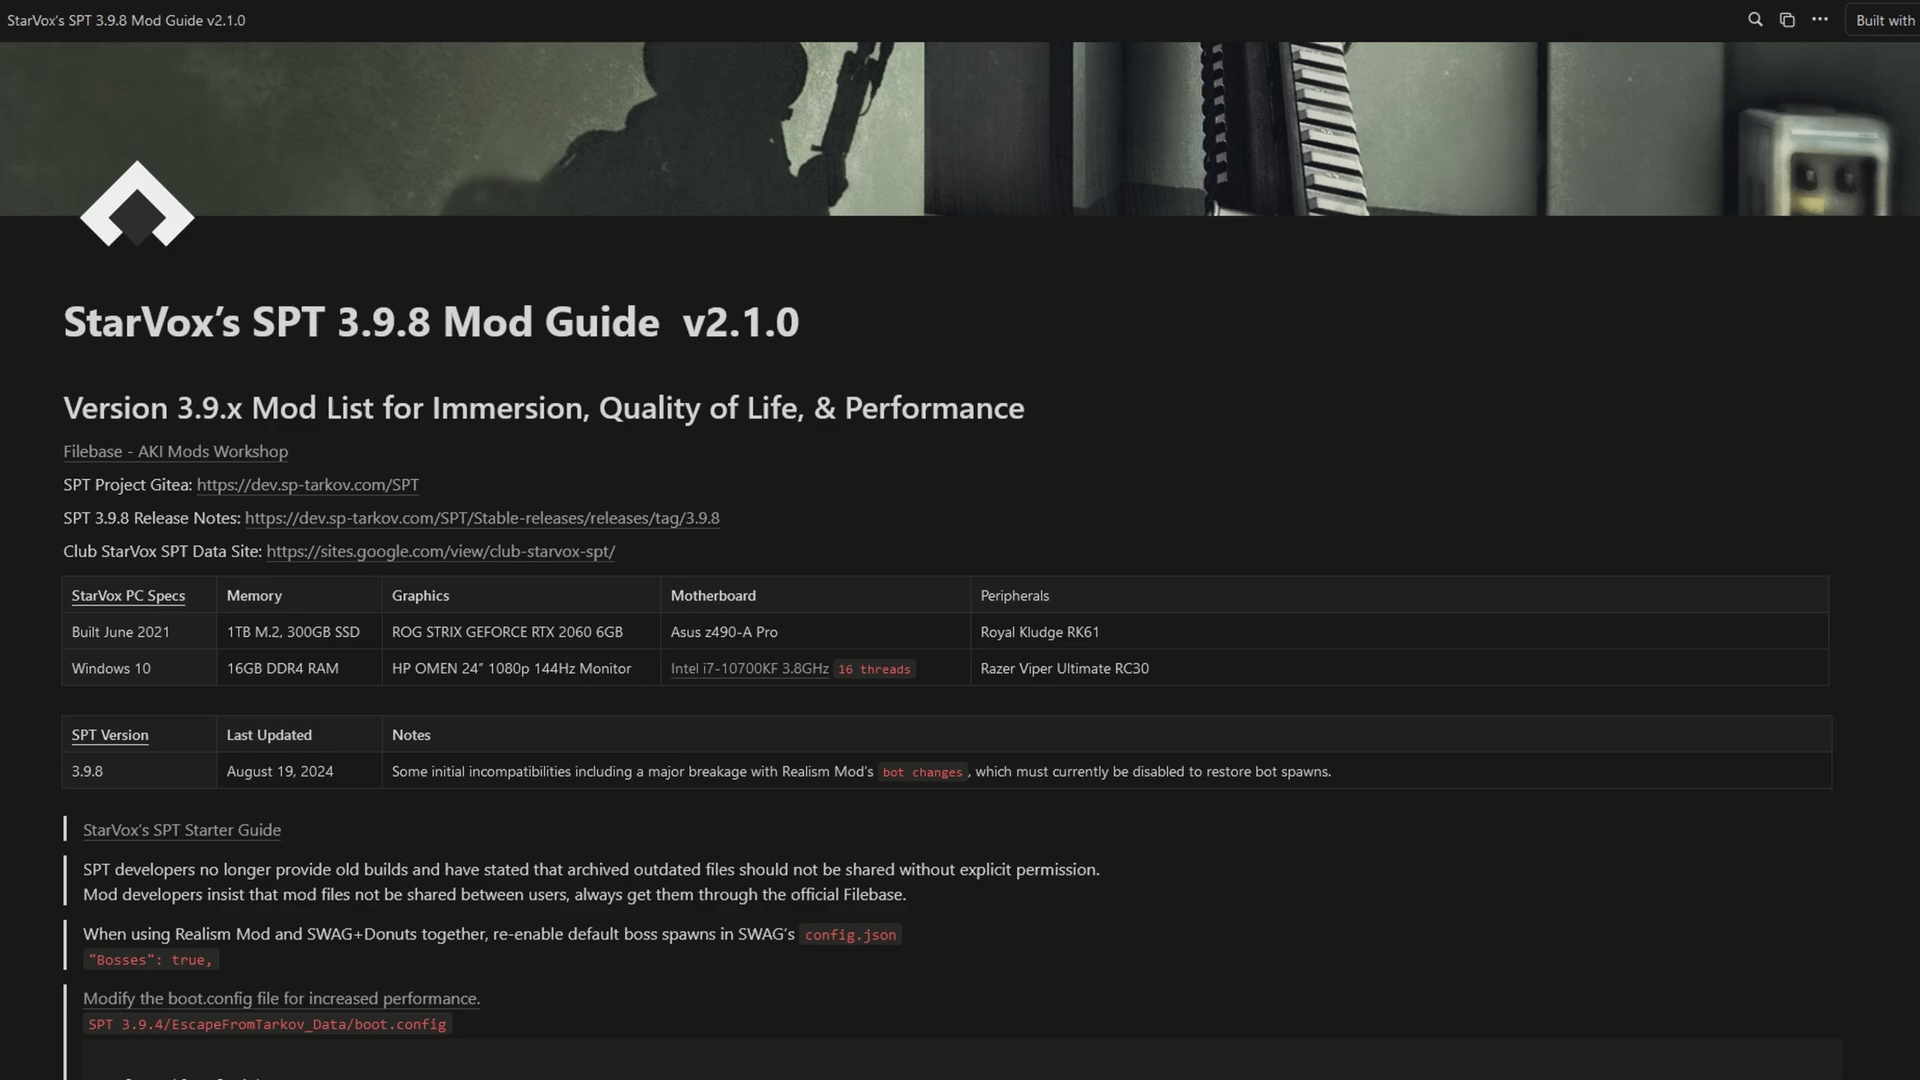 StarVox's SPT 3.9.8 Mod Guide v2.1.0
Built with
StarVox’s SPT 3.9.8 Mod Guide v2.1.0
Version 3.9.x Mod List for Immersion, Quality of Life, & Performance
Filebase - AKI Mods Workshop
SPT Project Gitea: https://dev.sp-tarkov.com/SPT
SPT 3.9.8 Release Notes: https://dev.sp-tarkov.com/SPT/Stable-releases/releases/tag/3.9.8
Club StarVox SPT Data Site: https://sites.google.com/view/club-starvox-spt/
StarVox PC Specs Memory Graphics Motherboard Peripherals
Built June 2021 1TB M.2, 300GB SSD ROG STRIX GEFORCE RTX 2060 6GB Asus z490-A Pro Royal Kludge RK61
Windows 10 16GB DDR4 RAM HP OMEN 24” 1080p 144Hz Monitor Intel i7-10700KF 3.8GHz 16 threads Razer Viper Ultimate RC30
SPT Version Last Updated Notes
3.9.8 August 19, 2024 Some initial incompatibilities including a major breakage with Realism Mod’s bot changes, which must currently be disabled to restore bot spawns.
StarVox’s SPT Starter Guide
SPT developers no longer provide old builds and have stated that archived outdated files should not be shared without explicit permission.
Mod developers insist that mod files not be shared between users, always get them through the official Filebase.
When using Realism Mod and SWAG+Donuts together, re-enable default boss spawns in SWAG’s config.json
"Bosses": true,
Modify the boot.config file for increased performance.
SPT 3.9.4/EscapeFromTarkov_Data/boot.config